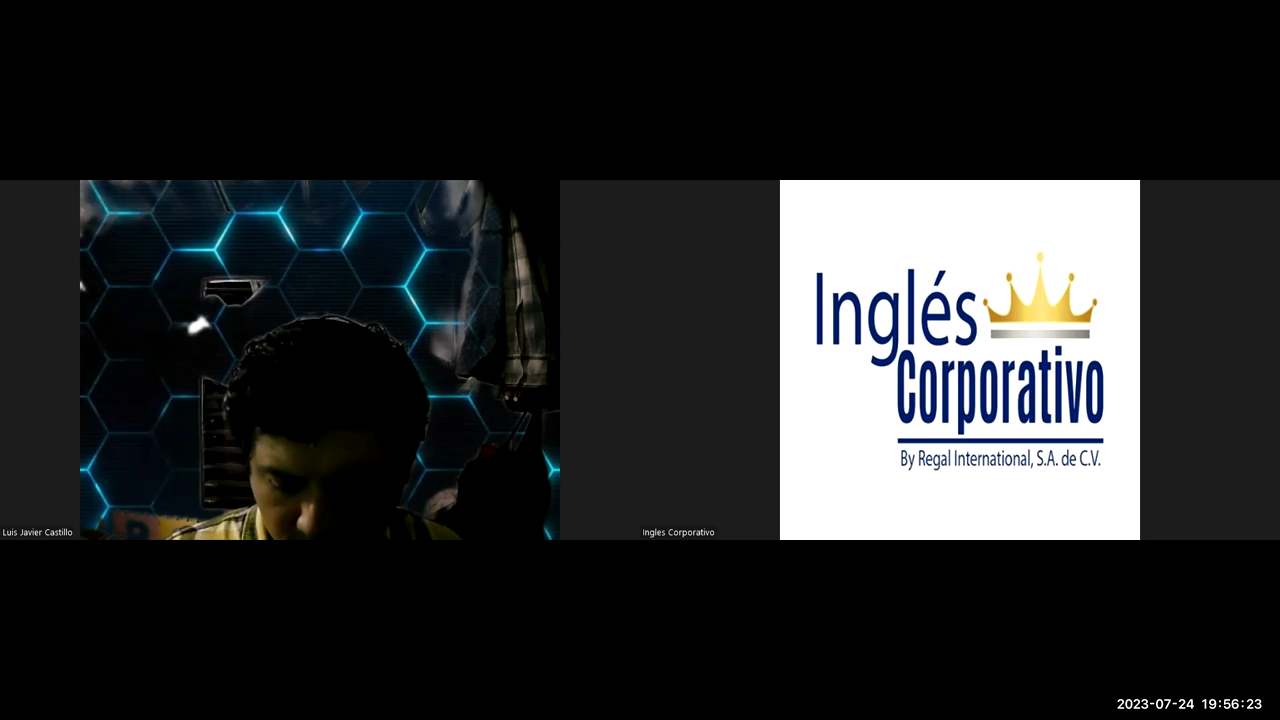 Inglés
Corporativo
By Regal International, S.A. de C.V.
Luis Javier Castillo
Ingles Corporativo
2023-07-24 19:56:23